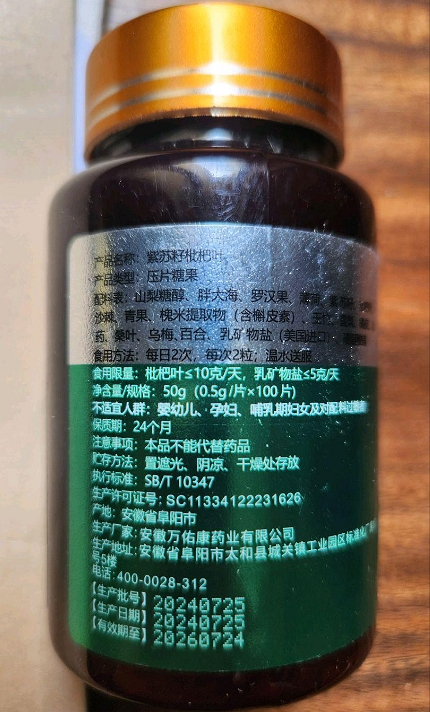 产品名称：紫苏籽枇杷叶
产品类型：压片糖果
配料表：山梨糖醇、胖大海、罗汉果、
沙棘、青果、槐米提取物（含槲皮素）、
药、桑叶、乌梅、百合、乳矿物盐（美国进口）、
食用方法：每日2次，每次2粒；温水送服
食用限量：枇杷叶≤10克/天，乳矿物盐≤5克/天
净含量/规格：50g（0.5g/片×100片）
不适宜人群：婴幼儿、孕妇、哺乳期妇女及对配料过敏者
保质期：24个月
注意事项：本品不能代替药品
贮存方法：置遮光、阴凉、干燥处存放
执行标准：SB/T 10347
生产许可证号：SC11334122231626
产地：安徽省阜阳市
生产厂家：安徽万佑康药业有限公司
生产地址：安徽省阜阳市太和县城关镇工业园区标准化厂房
号5楼
电话：400-0028-312
【生产批号】20240725
【生产日期】20240725
【有效期至】20260724